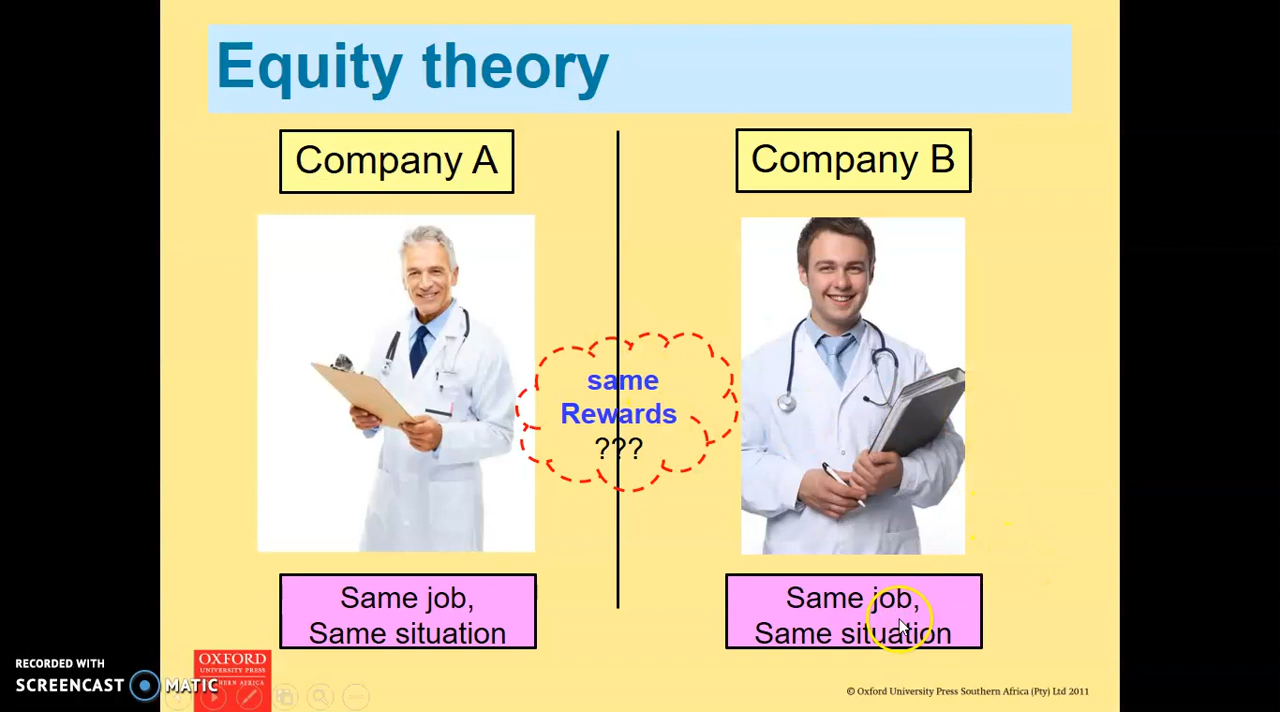 Equity theory
Company A
Company B
same
Rewards
???
Same job,
Same situation
Same job,
Same situation
RECORDED WITH
SCREENCAST MATIC
OXFORD
UNIVERSITY PRESS
© Oxford University Press Southern Africa (Pty) Ltd 2011